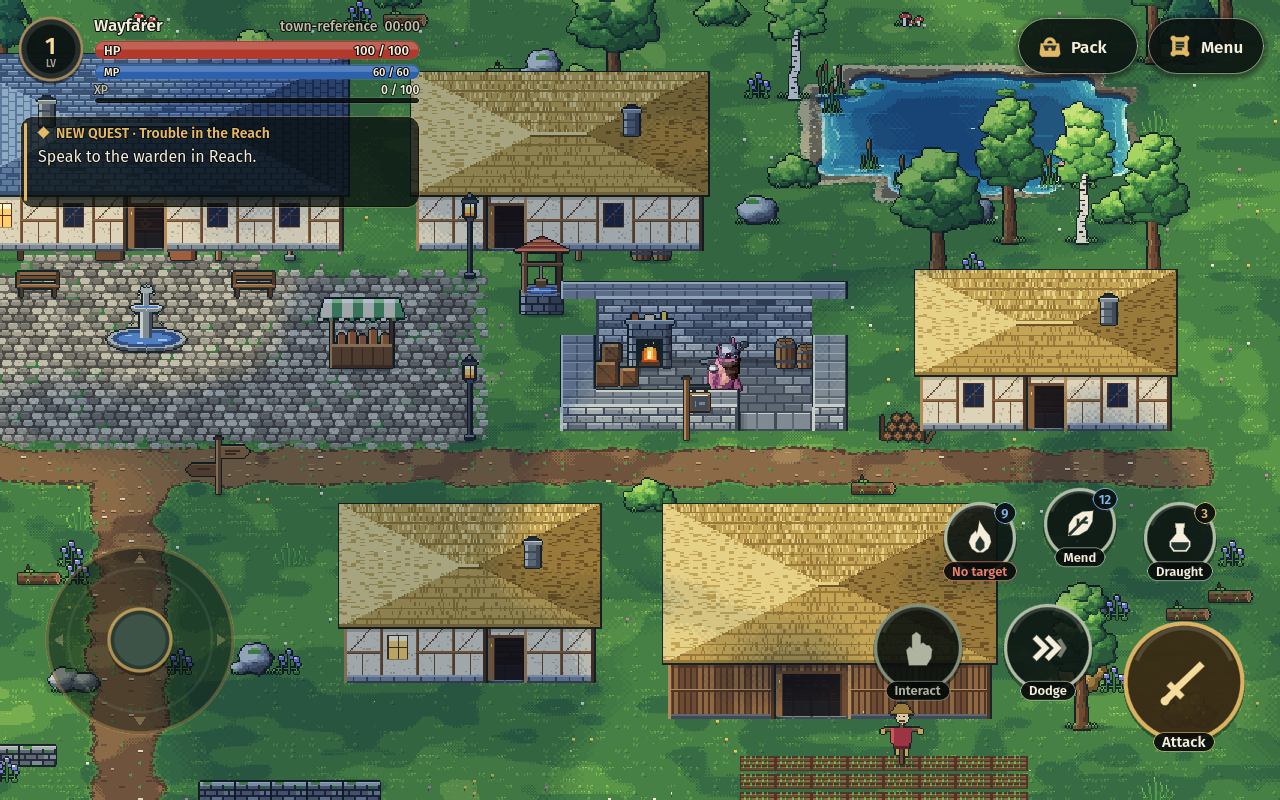 Wayfarer
town-reference 00:00
1
LV
HP
100 / 100
MP
60 / 60
XP
0 / 100
NEW QUEST · Trouble in the Reach
Speak to the warden in Reach.
Pack
Menu
9
No target
12
Mend
3
Draught
Interact
Dodge
Attack